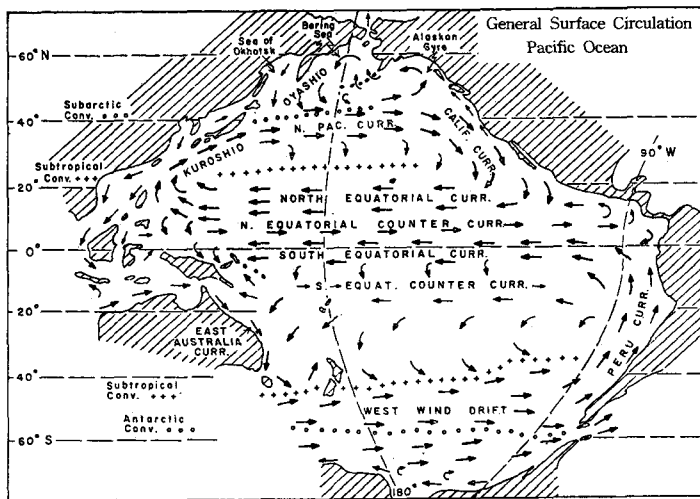 General Surface Circulation
Pacific Ocean
Bering
Sea
Sea of
Okhotsk
Alaskan
Gyre
60°N
OYASHIO
Subarctic
Conv.
40°
N. PAC. CURR.
CALIF. CURR.
KUROSHIO
90°W
Subtropical
Conv. +++
20°
NORTH EQUATORIAL CURR.
N. EQUATORIAL COUNTER CURR.
0°
SOUTH EQUATORIAL CURR.
S. EQUAT. COUNTER CURR.
20°
EAST
AUSTRALIA
CURR.
PERU CURR.
40°
Subtropical
Conv. +++
WEST WIND DRIFT
Antarctic
Conv.
60°S
180°